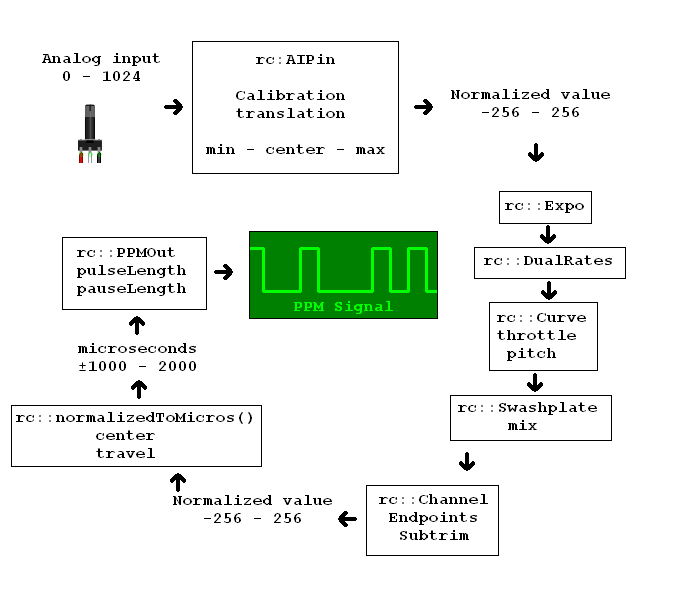 Analog input
0 - 1024
rc:AIPin
Calibration
translation
min - center - max
Normalized value
-256 - 256
rc::Expo
rc::DualRates
rc::Curve
throttle
pitch
rc::Swashplate
mix
rc::Channel
Endpoints
Subtrim
Normalized value
-256 - 256
rc::normalizedToMicros()
center
travel
microseconds
±1000 - 2000
rc::PPMOut
pulseLength
pauseLength
PPM Signal